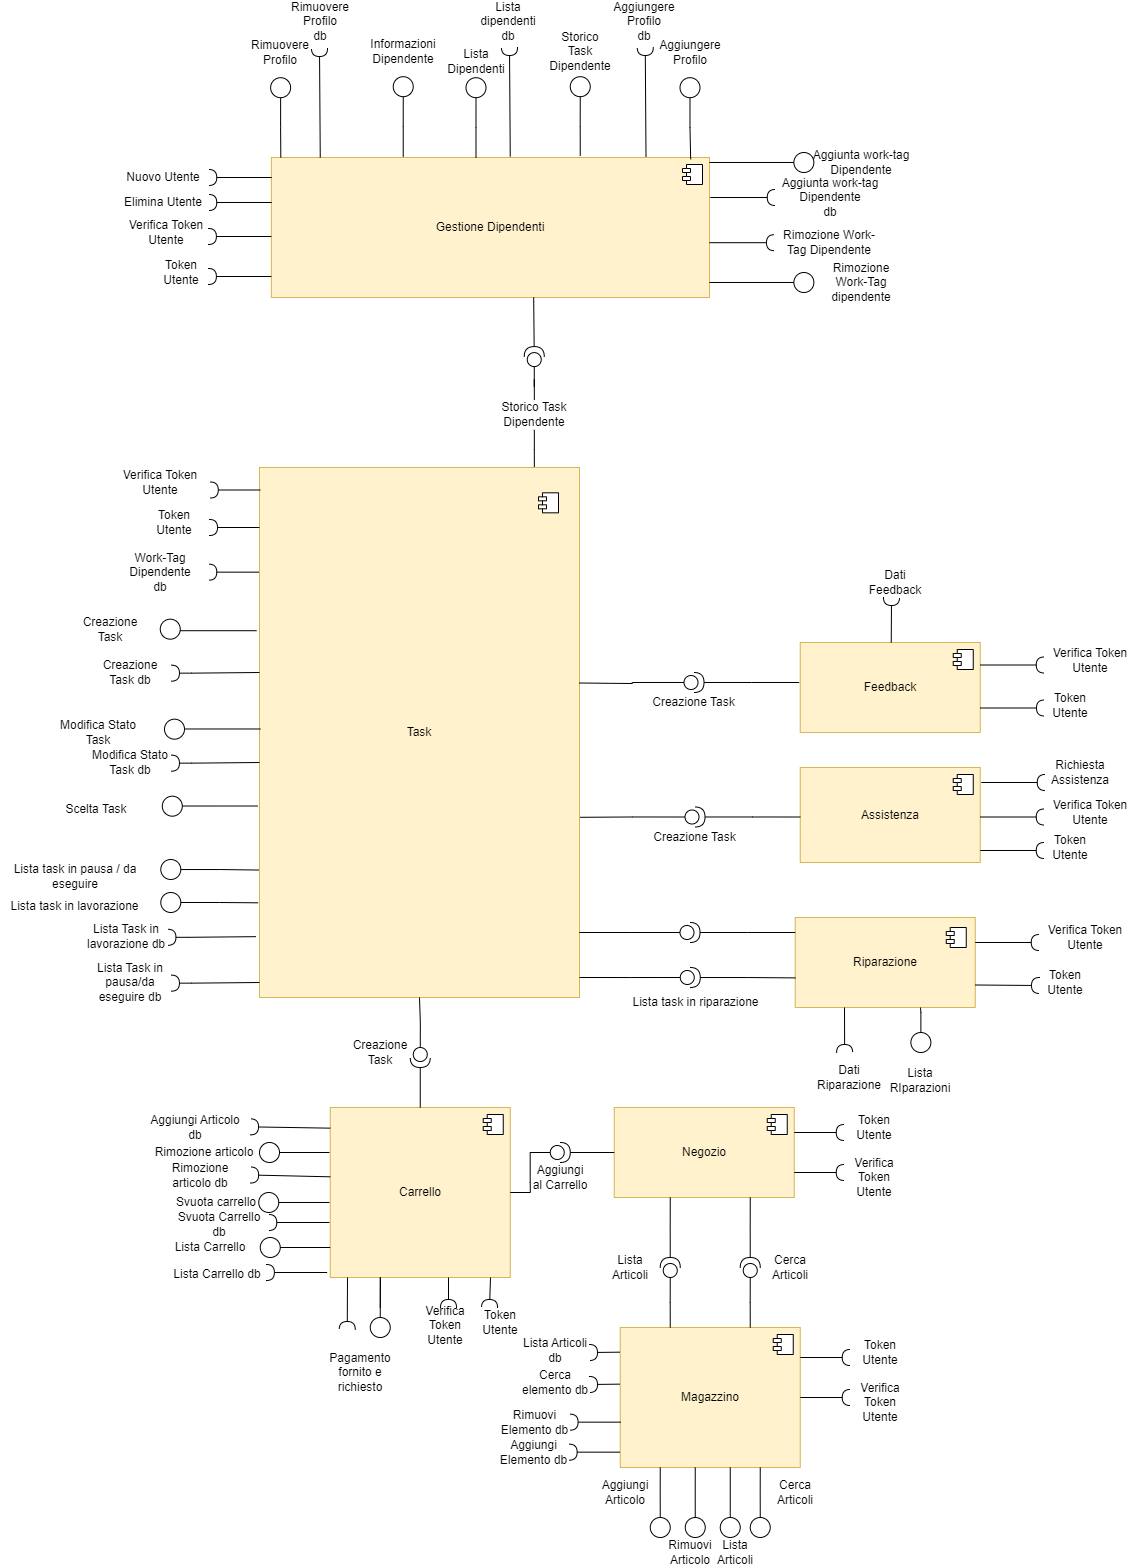 Rimuovere
Profilo
db
Lista
dipendenti
db
Aggiungere
Profilo
db
Rimuovere
Profilo
Informazioni
Dipendente
Lista
Dipendenti
Storico
Task
Dipendente
Aggiungere
Profilo
Nuovo Utente
Elimina Utente
Verifica Token
Utente
Token
Utente
Gestione Dipendenti
Aggiunta work-tag
Dipendente
Aggiunta work-tag
Dipendente
db
Rimozione Work-
Tag Dipendente
Rimozione
Work-Tag
dipendente
Storico Task
Dipendente
Verifica Token
Utente
Token
Utente
Work-Tag
Dipendente
db
Creazione
Task
Creazione
Task db
Modifica Stato
Task
Modifica Stato
Task db
Scelta Task
Lista task in pausa / da
eseguire
Lista task in lavorazione
Lista Task in
lavorazione db
Lista Task in
pausa/da
eseguire db
Task
Dati
Feedback
Creazione Task
Feedback
Verifica Token
Utente
Token
Utente
Creazione Task
Assistenza
Richiesta
Assistenza
Verifica Token
Utente
Token
Utente
Lista task in riparazione
Riparazione
Verifica Token
Utente
Token
Utente
Dati
Riparazione
Lista
RIparazioni
Creazione
Task
Aggiungi Articolo
db
Rimozione articolo
Rimozione
articolo db
Svuota carrello
Svuota Carrello
db
Lista Carrello
Lista Carrello db
Carrello
Pagamento
fornito e
richiesto
Verifica
Token
Utente
Token
Utente
Aggiungi
al Carrello
Negozio
Token
Utente
Verifica
Token
Utente
Lista
Articoli
Cerca
Articoli
Lista Articoli
db
Cerca
elemento db
Rimuovi
Elemento db
Aggiungi
Elemento db
Magazzino
Token
Utente
Verifica
Token
Utente
Aggiungi
Articolo
Rimuovi
Articolo
Lista
Articoli
Cerca
Articoli